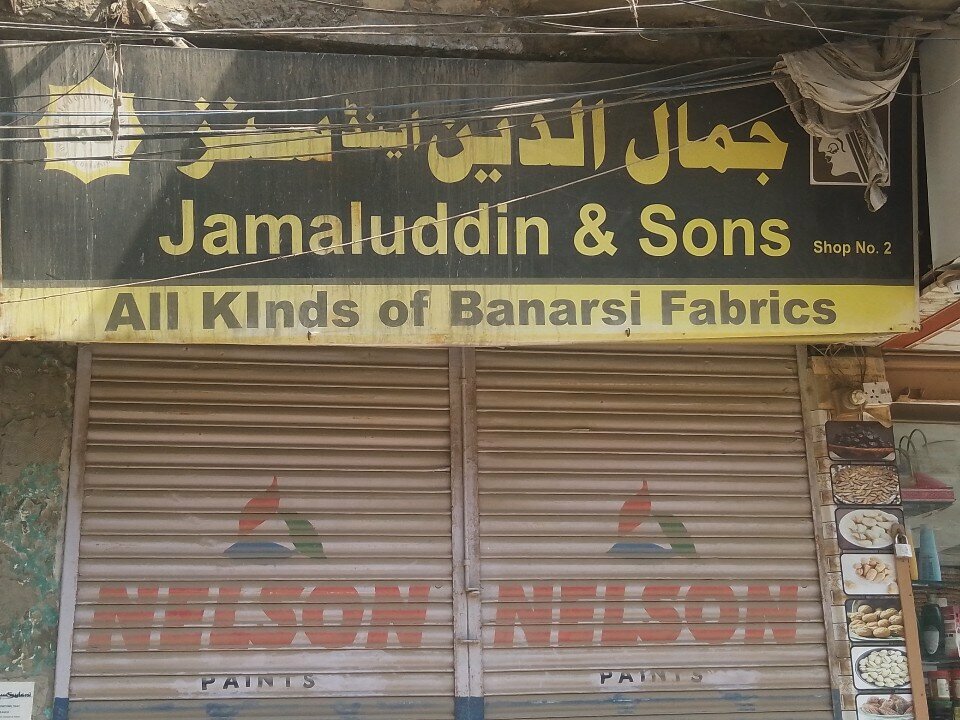 جمال الدین اینڈ سنز
Jamaluddin & Sons
Shop No. 2
All KInds of Banarsi Fabrics
NELSON
PAINTS
NELSON
PAINTS